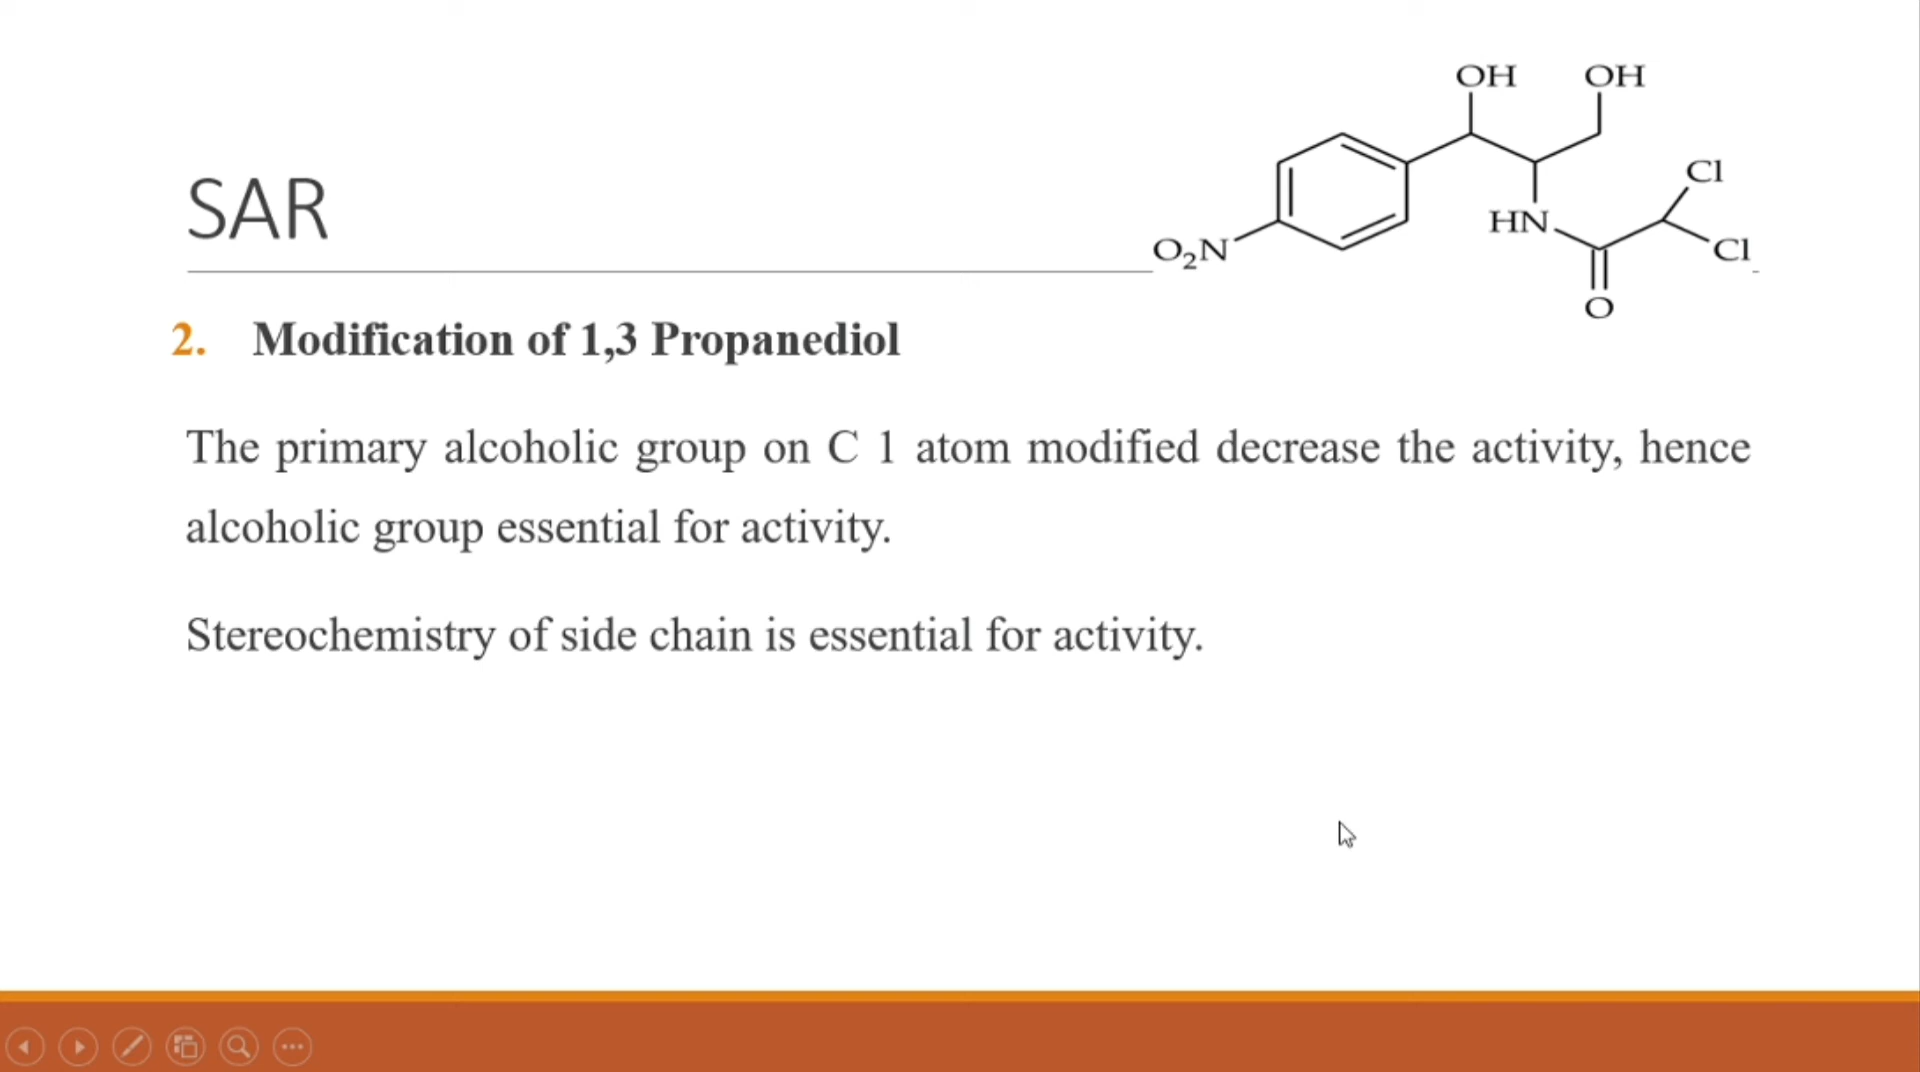 OH OH
Cl
SAR
HN
O₂N
Cl
O
2. Modification of 1,3 Propanediol
The primary alcoholic group on C 1 atom modified decrease the activity, hence
alcoholic group essential for activity.
Stereochemistry of side chain is essential for activity.